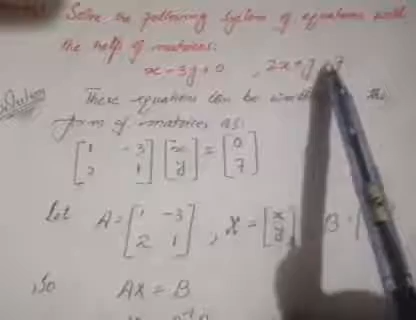 Solve the following system of equations with
the help of matrices:
x - 3y = 0 , 2x + y = 7
Solution These equations can be the
form of matrices as:
[1 -3] [x] = [0]
[2 1] [y] [7]
Let A = [1 -3] , X = [x] B =
[2 1] [y]
So AX = B